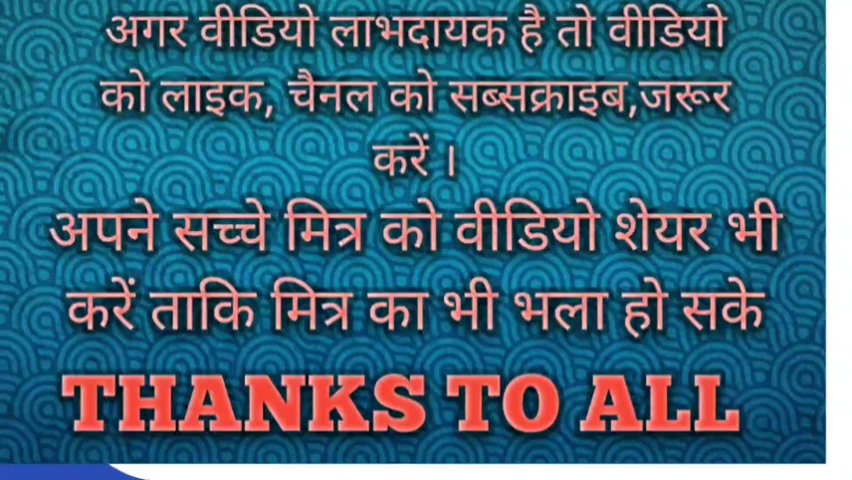 अगर वीडियो लाभदायक है तो वीडियो
को लाइक, चैनल को सब्सक्राइब,जरूर
करें ।
अपने सच्चे मित्र को वीडियो शेयर भी
करें ताकि मित्र का भी भला हो सके
THANKS TO ALL